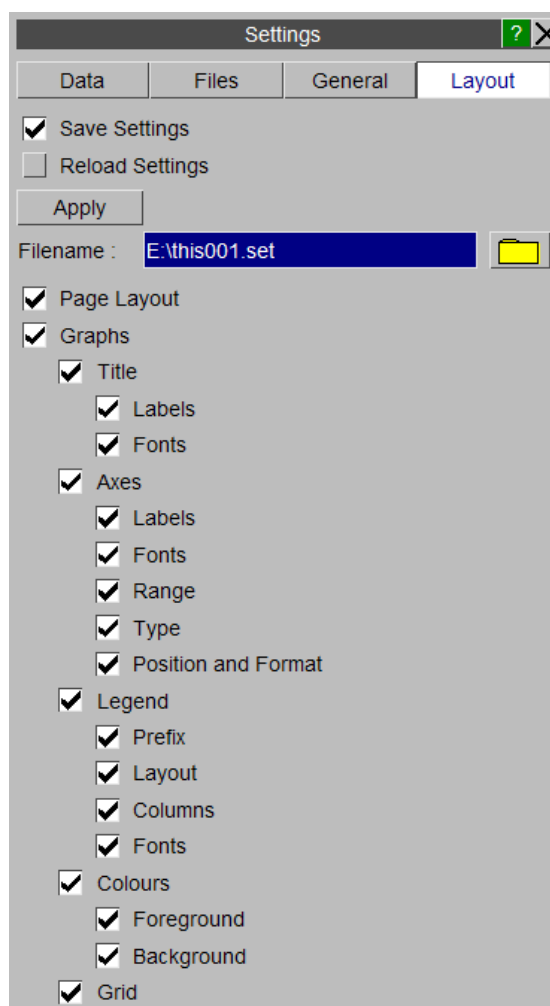 Settings ?
Data Files General Layout
Save Settings
Reload Settings
Apply
Filename : E:\this001.set
Page Layout
Graphs
Title
Labels
Fonts
Axes
Labels
Fonts
Range
Type
Position and Format
Legend
Prefix
Layout
Columns
Fonts
Colours
Foreground
Background
Grid